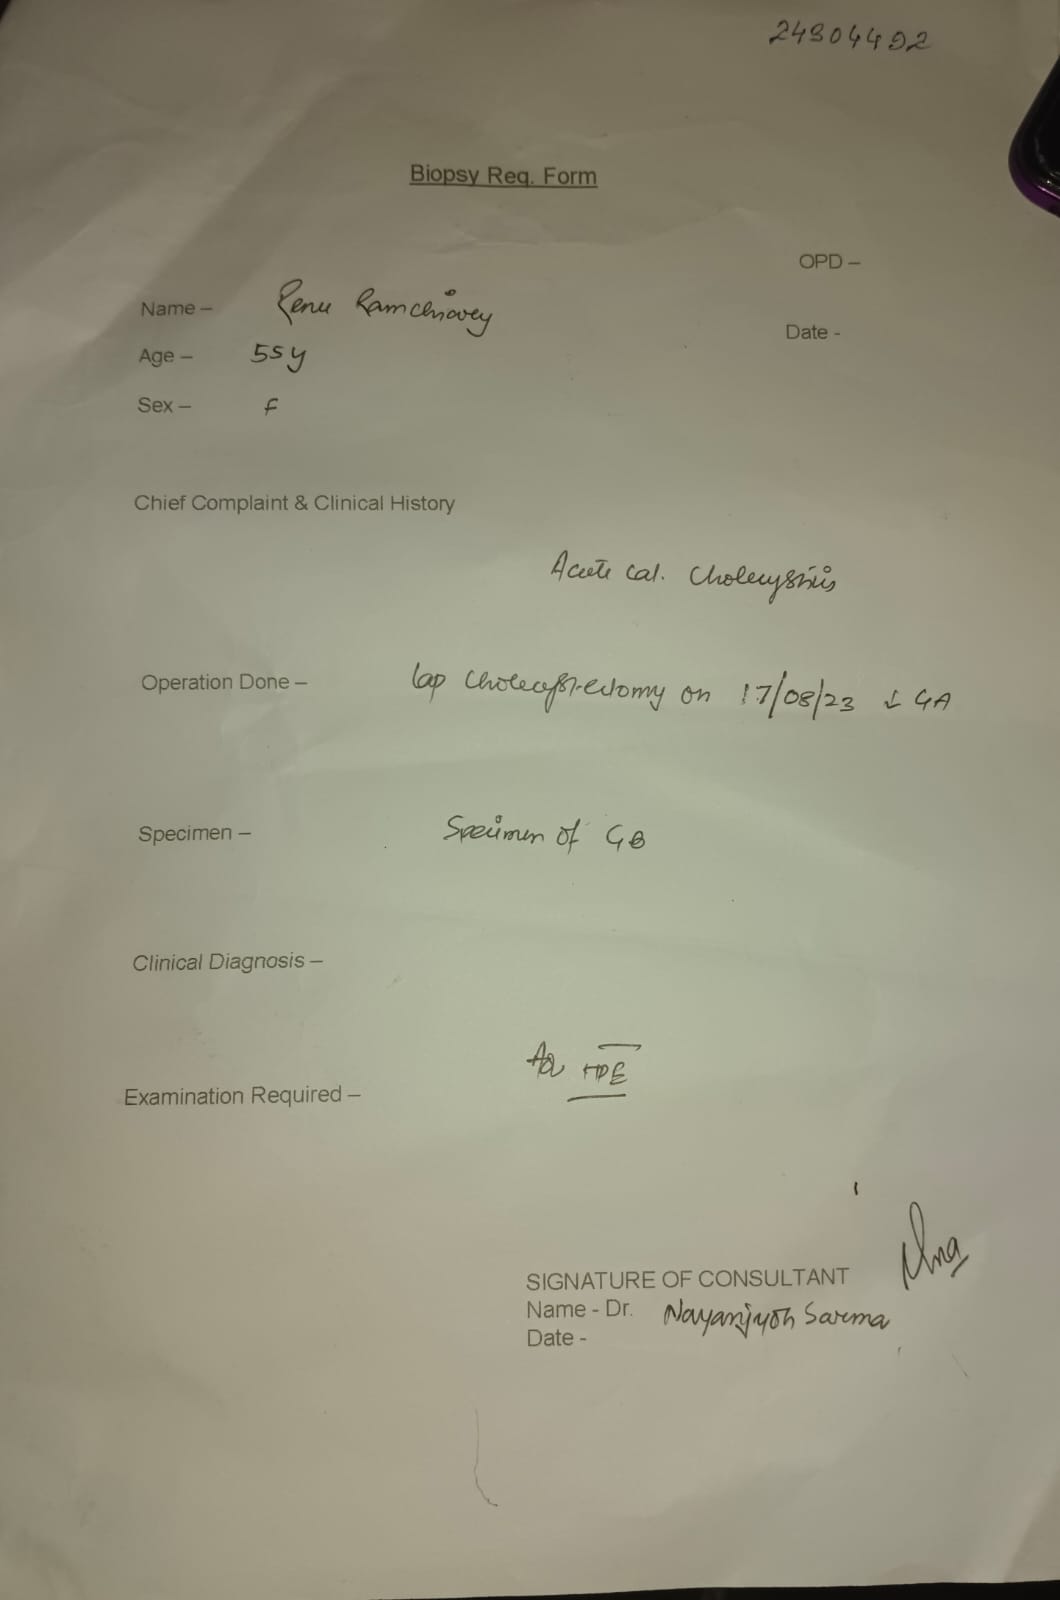 24904492
Biopsy Req. Form
OPD –
Name – Renu Ramchiarey
Date -
Age – 55y
Sex – F
Chief Complaint & Clinical History
Acute cal. Cholecystitis
Operation Done – lap cholecystectomy on 17/08/23 ↓ GA
Specimen – Specimen of GB
Clinical Diagnosis –
Examination Required – for HPE
SIGNATURE OF CONSULTANT
Name - Dr. Nayanjyoti Sarma
Date -